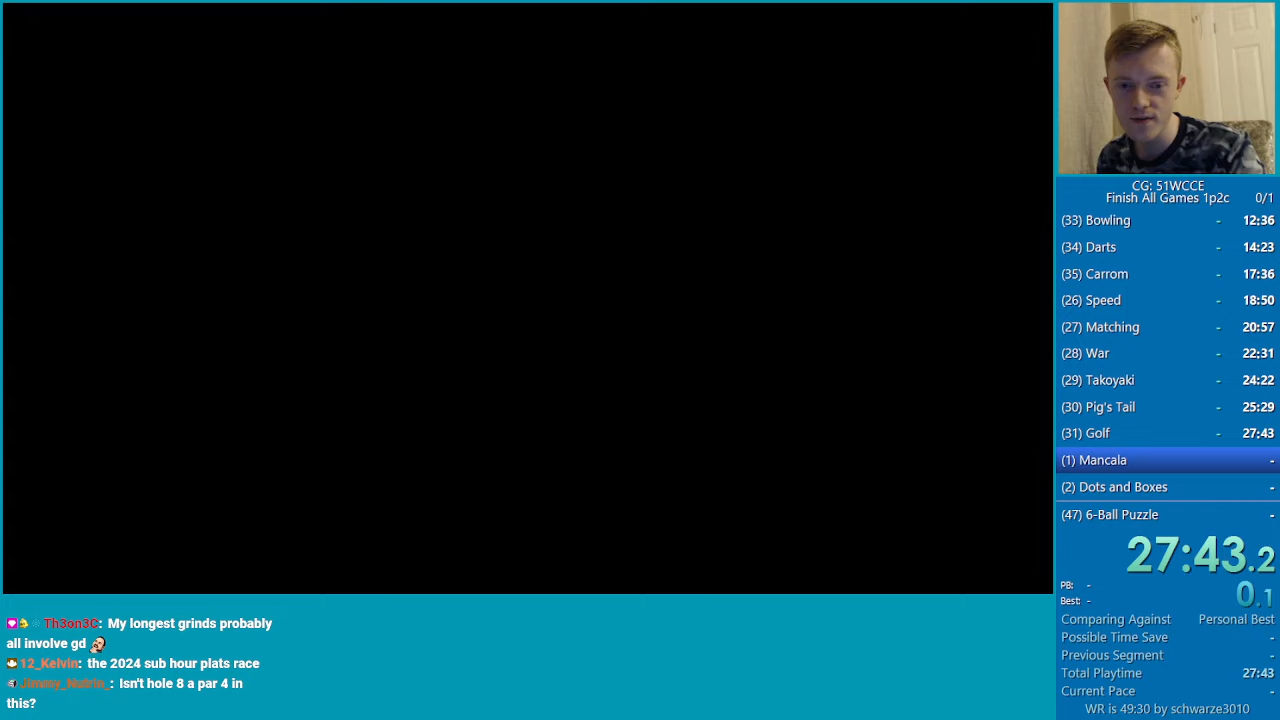 CG: 51WCCE
Finish All Games 1p2c 0/1
(33) Bowling - 12:36
(34) Darts - 14:23
(35) Carrom - 17:36
(26) Speed - 18:50
(27) Matching - 20:57
(28) War - 22:31
(29) Takoyaki - 24:22
(30) Pig's Tail - 25:29
(31) Golf - 27:43
(1) Mancala -
(2) Dots and Boxes -
(47) 6-Ball Puzzle -
27:43.2
PB: -
0.1
Best: -
Comparing Against Personal Best
Possible Time Save -
Previous Segment -
Total Playtime 27:43
Current Pace -
WR is 49:30 by schwarze3010
Th3on3C: My longest grinds probably
all involve gd
12_Kelvin: the 2024 sub hour plats race
Jimmy_Nutrin_: Isn't hole 8 a par 4 in
this?